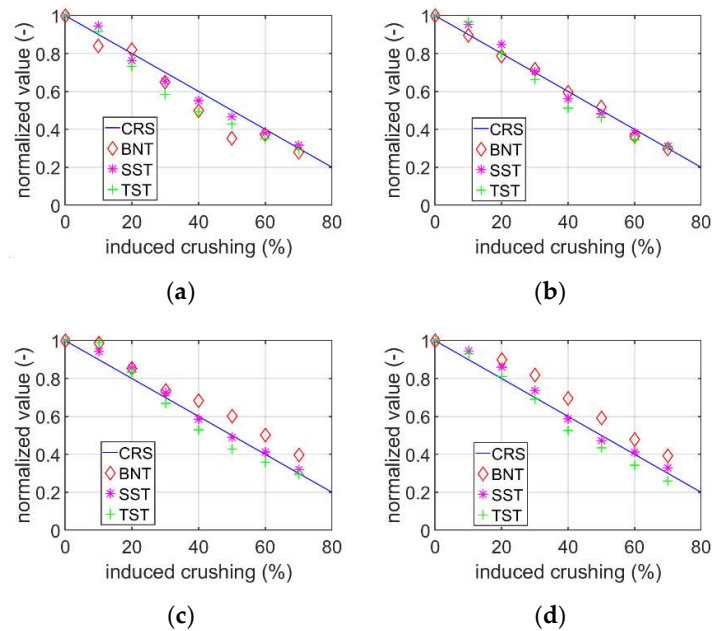 1
0.8
0.6
0.4
0.2
0
normalized value (-)
CRS
BNT
SST
TST
0 20 40 60 80
induced crushing (%)
(a)
1
0.8
0.6
0.4
0.2
0
normalized value (-)
CRS
BNT
SST
TST
0 20 40 60 80
induced crushing (%)
(b)
1
0.8
0.6
0.4
0.2
0
normalized value (-)
CRS
BNT
SST
TST
0 20 40 60 80
induced crushing (%)
(c)
1
0.8
0.6
0.4
0.2
0
normalized value (-)
CRS
BNT
SST
TST
0 20 40 60 80
induced crushing (%)
(d)